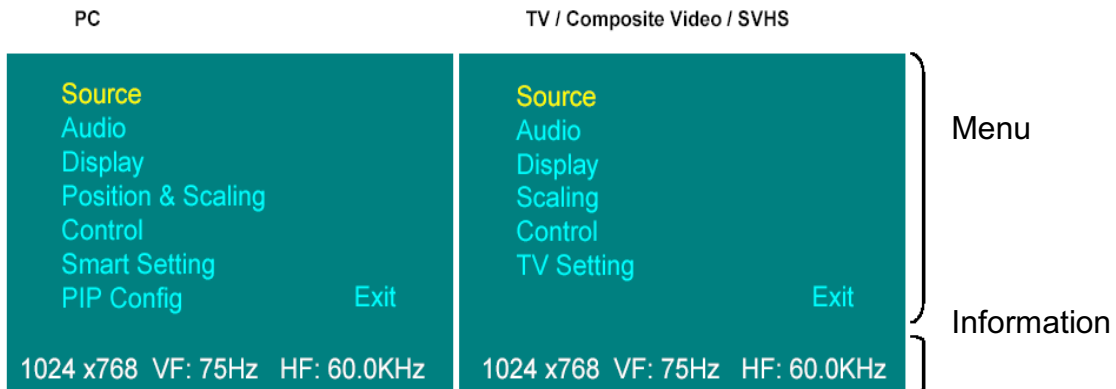 PC
Source
Audio
Display
Position & Scaling
Control
Smart Setting
PIP Config Exit
1024 x768 VF: 75Hz HF: 60.0KHz
TV / Composite Video / SVHS
Source
Audio
Display
Scaling
Control
TV Setting
Exit
1024 x768 VF: 75Hz HF: 60.0KHz
Menu
Information